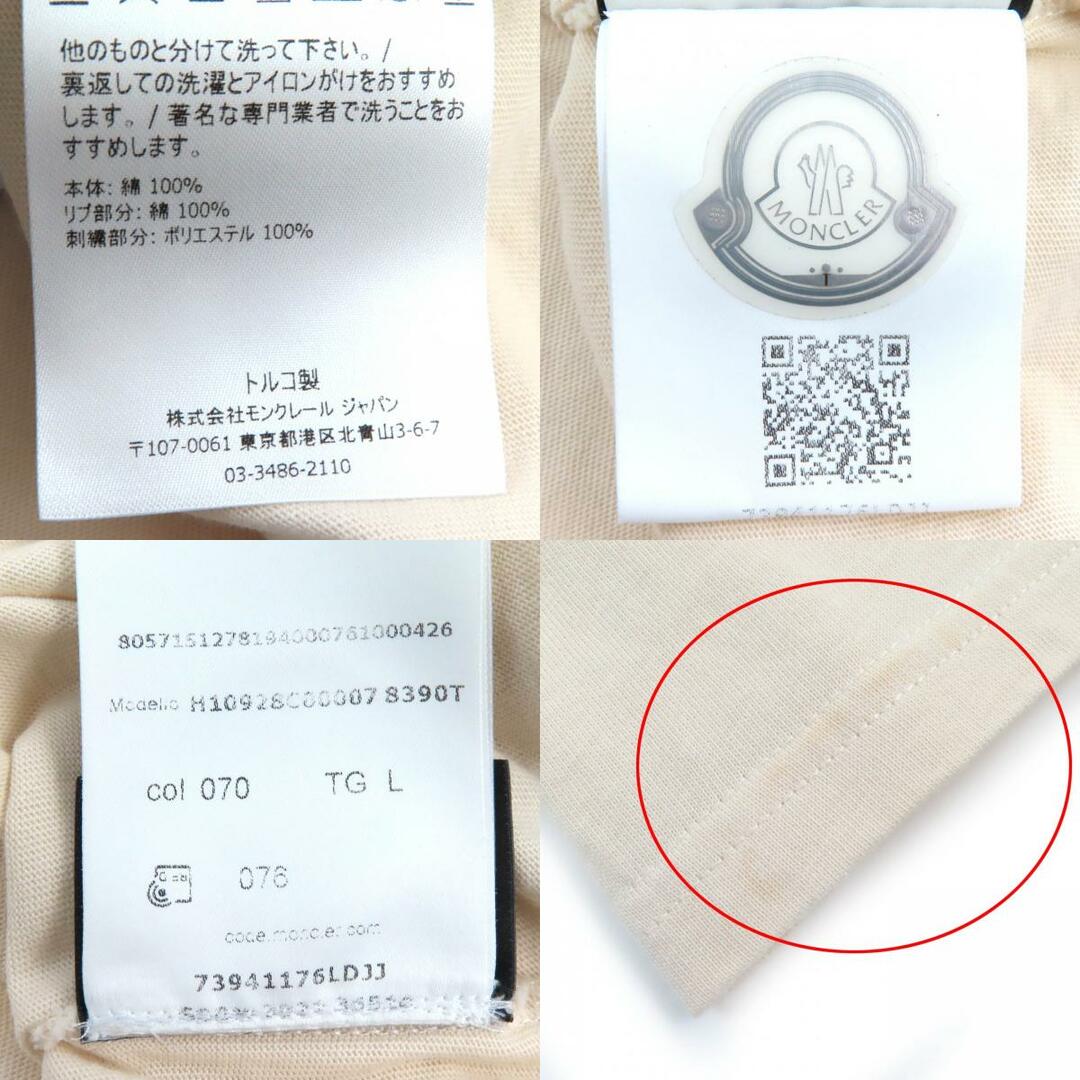 他のものと分けて洗って下さい。/
裏返しての洗濯とアイロンがけをおすすめ
します。/ 著名な専門業者で洗うことをお
すすめします。
本体: 綿 100%
リブ部分: 綿 100%
刺繍部分: ポリエステル 100%
トルコ製
株式会社モンクレール ジャパン
〒107-0061 東京都港区北青山3-6-7
03-3486-2110
MONCLER
73941176LDJJ
8057151278194000761000426
Modello H10928C00007 8390T
col 070 TG L
076
code.moncler.com
73941176LDJJ